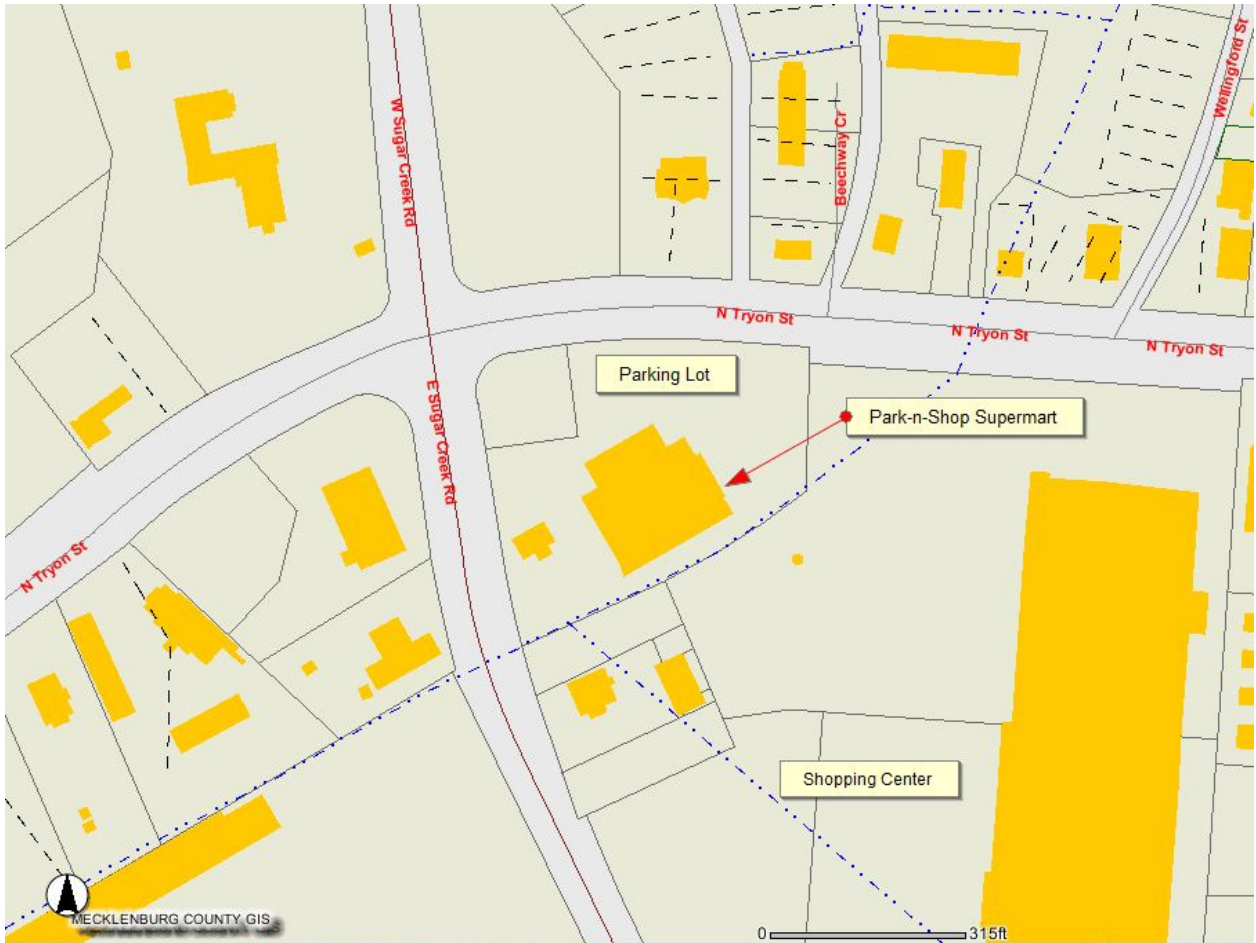 Wellingford St
W Sugar Creek Rd
Beechway Cr
N Tryon St
N Tryon St
N Tryon St
Parking Lot
Park-n-Shop Supermart
E Sugar Creek Rd
N Tryon St
Shopping Center
MECKLENBURG COUNTY GIS
0 315ft